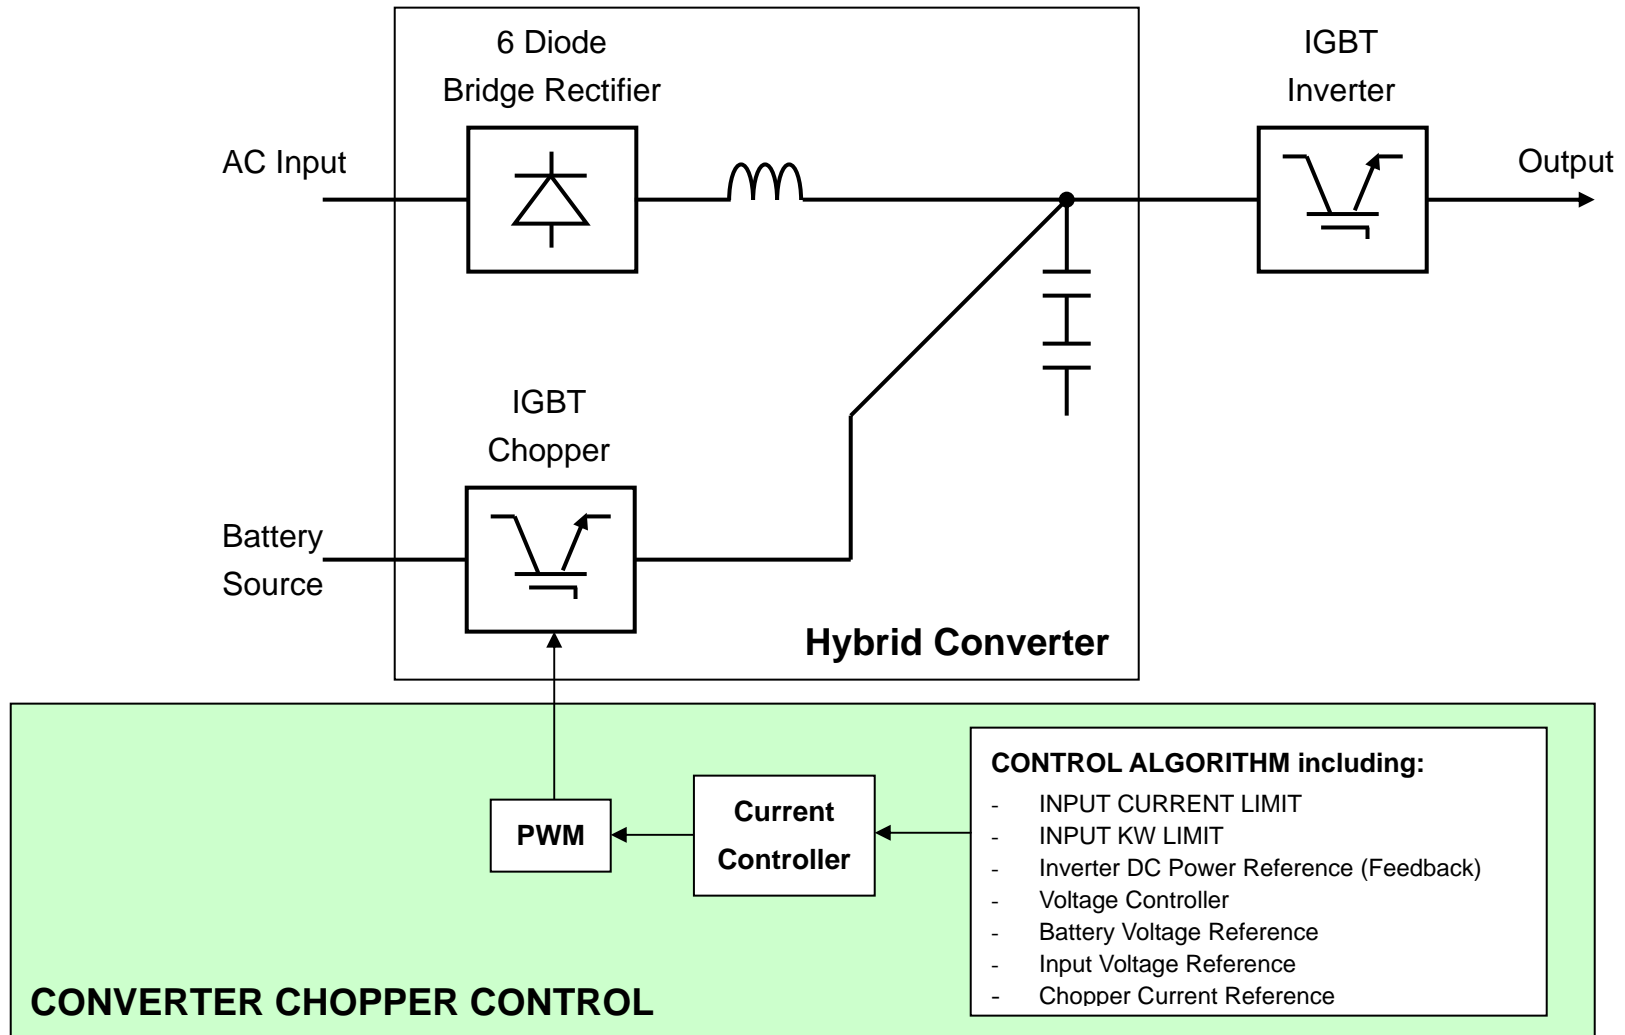 6 Diode
Bridge Rectifier
IGBT
Inverter
AC Input
Output
IGBT
Chopper
Battery
Source
Hybrid Converter
CONTROL ALGORITHM including:
- INPUT CURRENT LIMIT
- INPUT KW LIMIT
- Inverter DC Power Reference (Feedback)
- Voltage Controller
- Battery Voltage Reference
- Input Voltage Reference
- Chopper Current Reference
Current
Controller
PWM
CONVERTER CHOPPER CONTROL